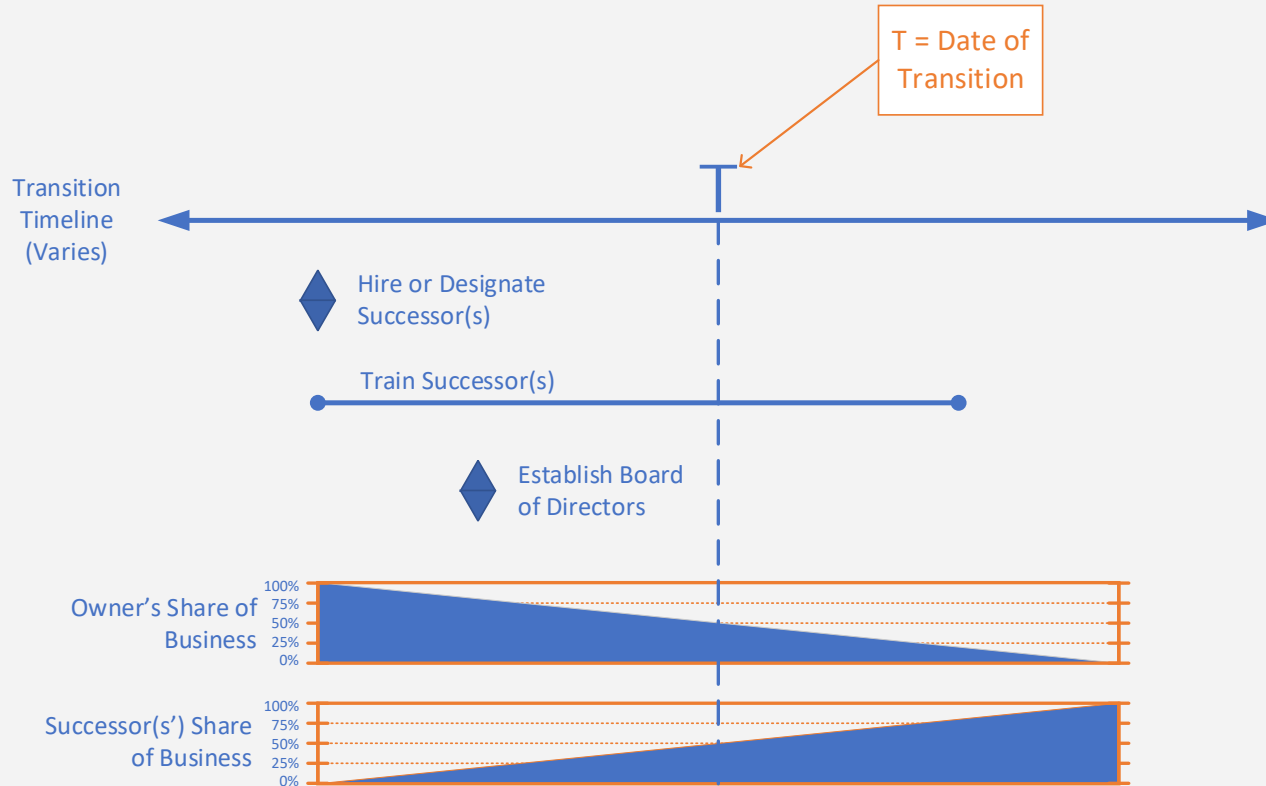 T = Date of
Transition
Transition
Timeline
(Varies)
Hire or Designate
Successor(s)
Train Successor(s)
Establish Board
of Directors
Owner's Share of
Business
100%
75%
50%
25%
0%
Successor(s') Share
of Business
100%
75%
50%
25%
0%